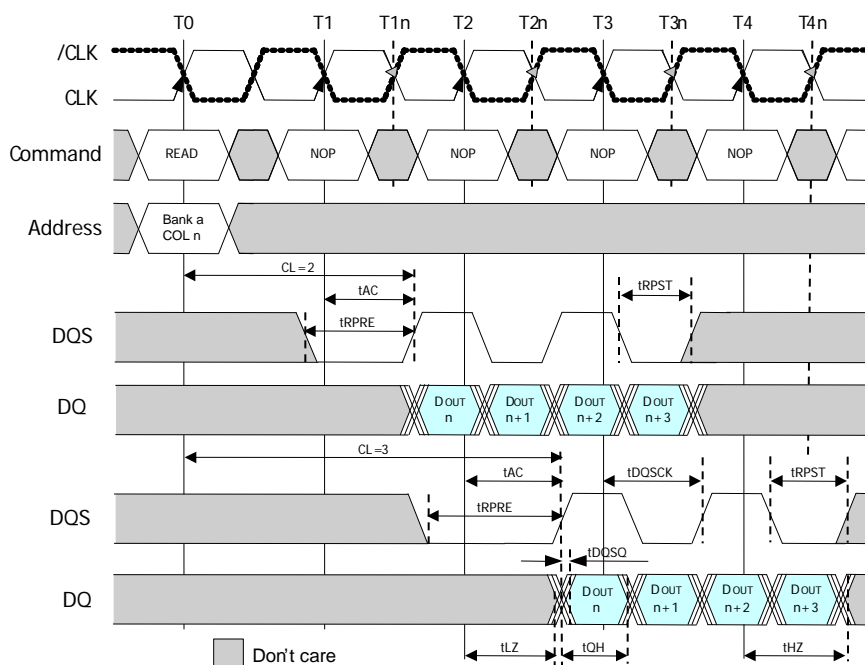 T0 T1 T1n T2 T2n T3 T3n T4 T4n
/CLK
CLK
Command READ NOP NOP NOP NOP
Address Bank a
COL n
CL=2
tAC
tRPST
tRPRE
DQS
DQ DOUT n DOUT n+1 DOUT n+2 DOUT n+3
CL=3
tAC tDQSCK tRPST
tRPRE
DQS
tDQSQ
DQ DOUT n DOUT n+1 DOUT n+2 DOUT n+3
tLZ tQH tHZ
Don't care